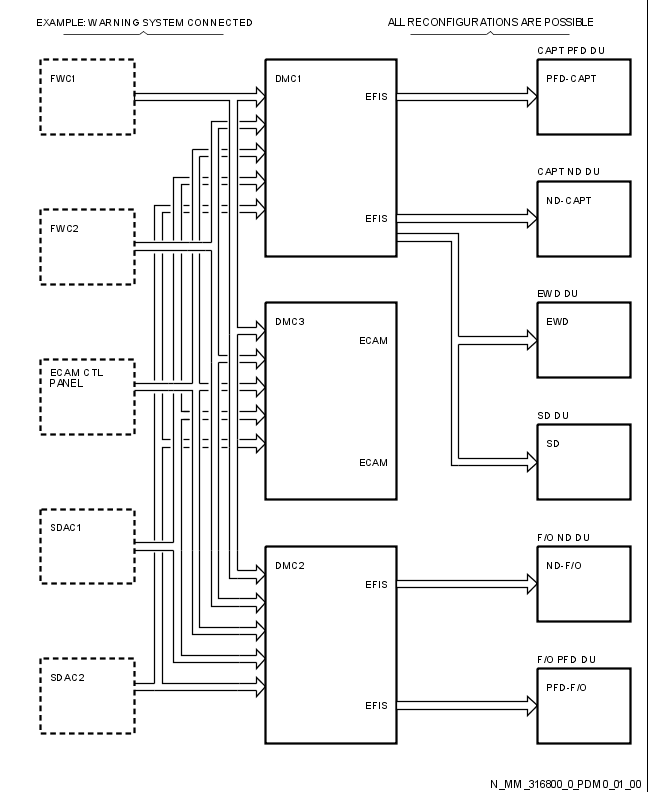 EXAMPLE: WARNING SYSTEM CONNECTED
ALL RECONFIGURATIONS ARE POSSIBLE
FWC1
FWC2
ECAM CTL
PANEL
SDAC1
SDAC2
DMC1
EFIS
EFIS
DMC3
ECAM
ECAM
DMC2
EFIS
EFIS
CAPT PFD DU
PFD-CAPT
CAPT ND DU
ND-CAPT
EWD DU
EWD
SD DU
SD
F/O ND DU
ND-F/O
F/O PFD DU
PFD-F/O
N_MM_316800_0_PDM0_01_00